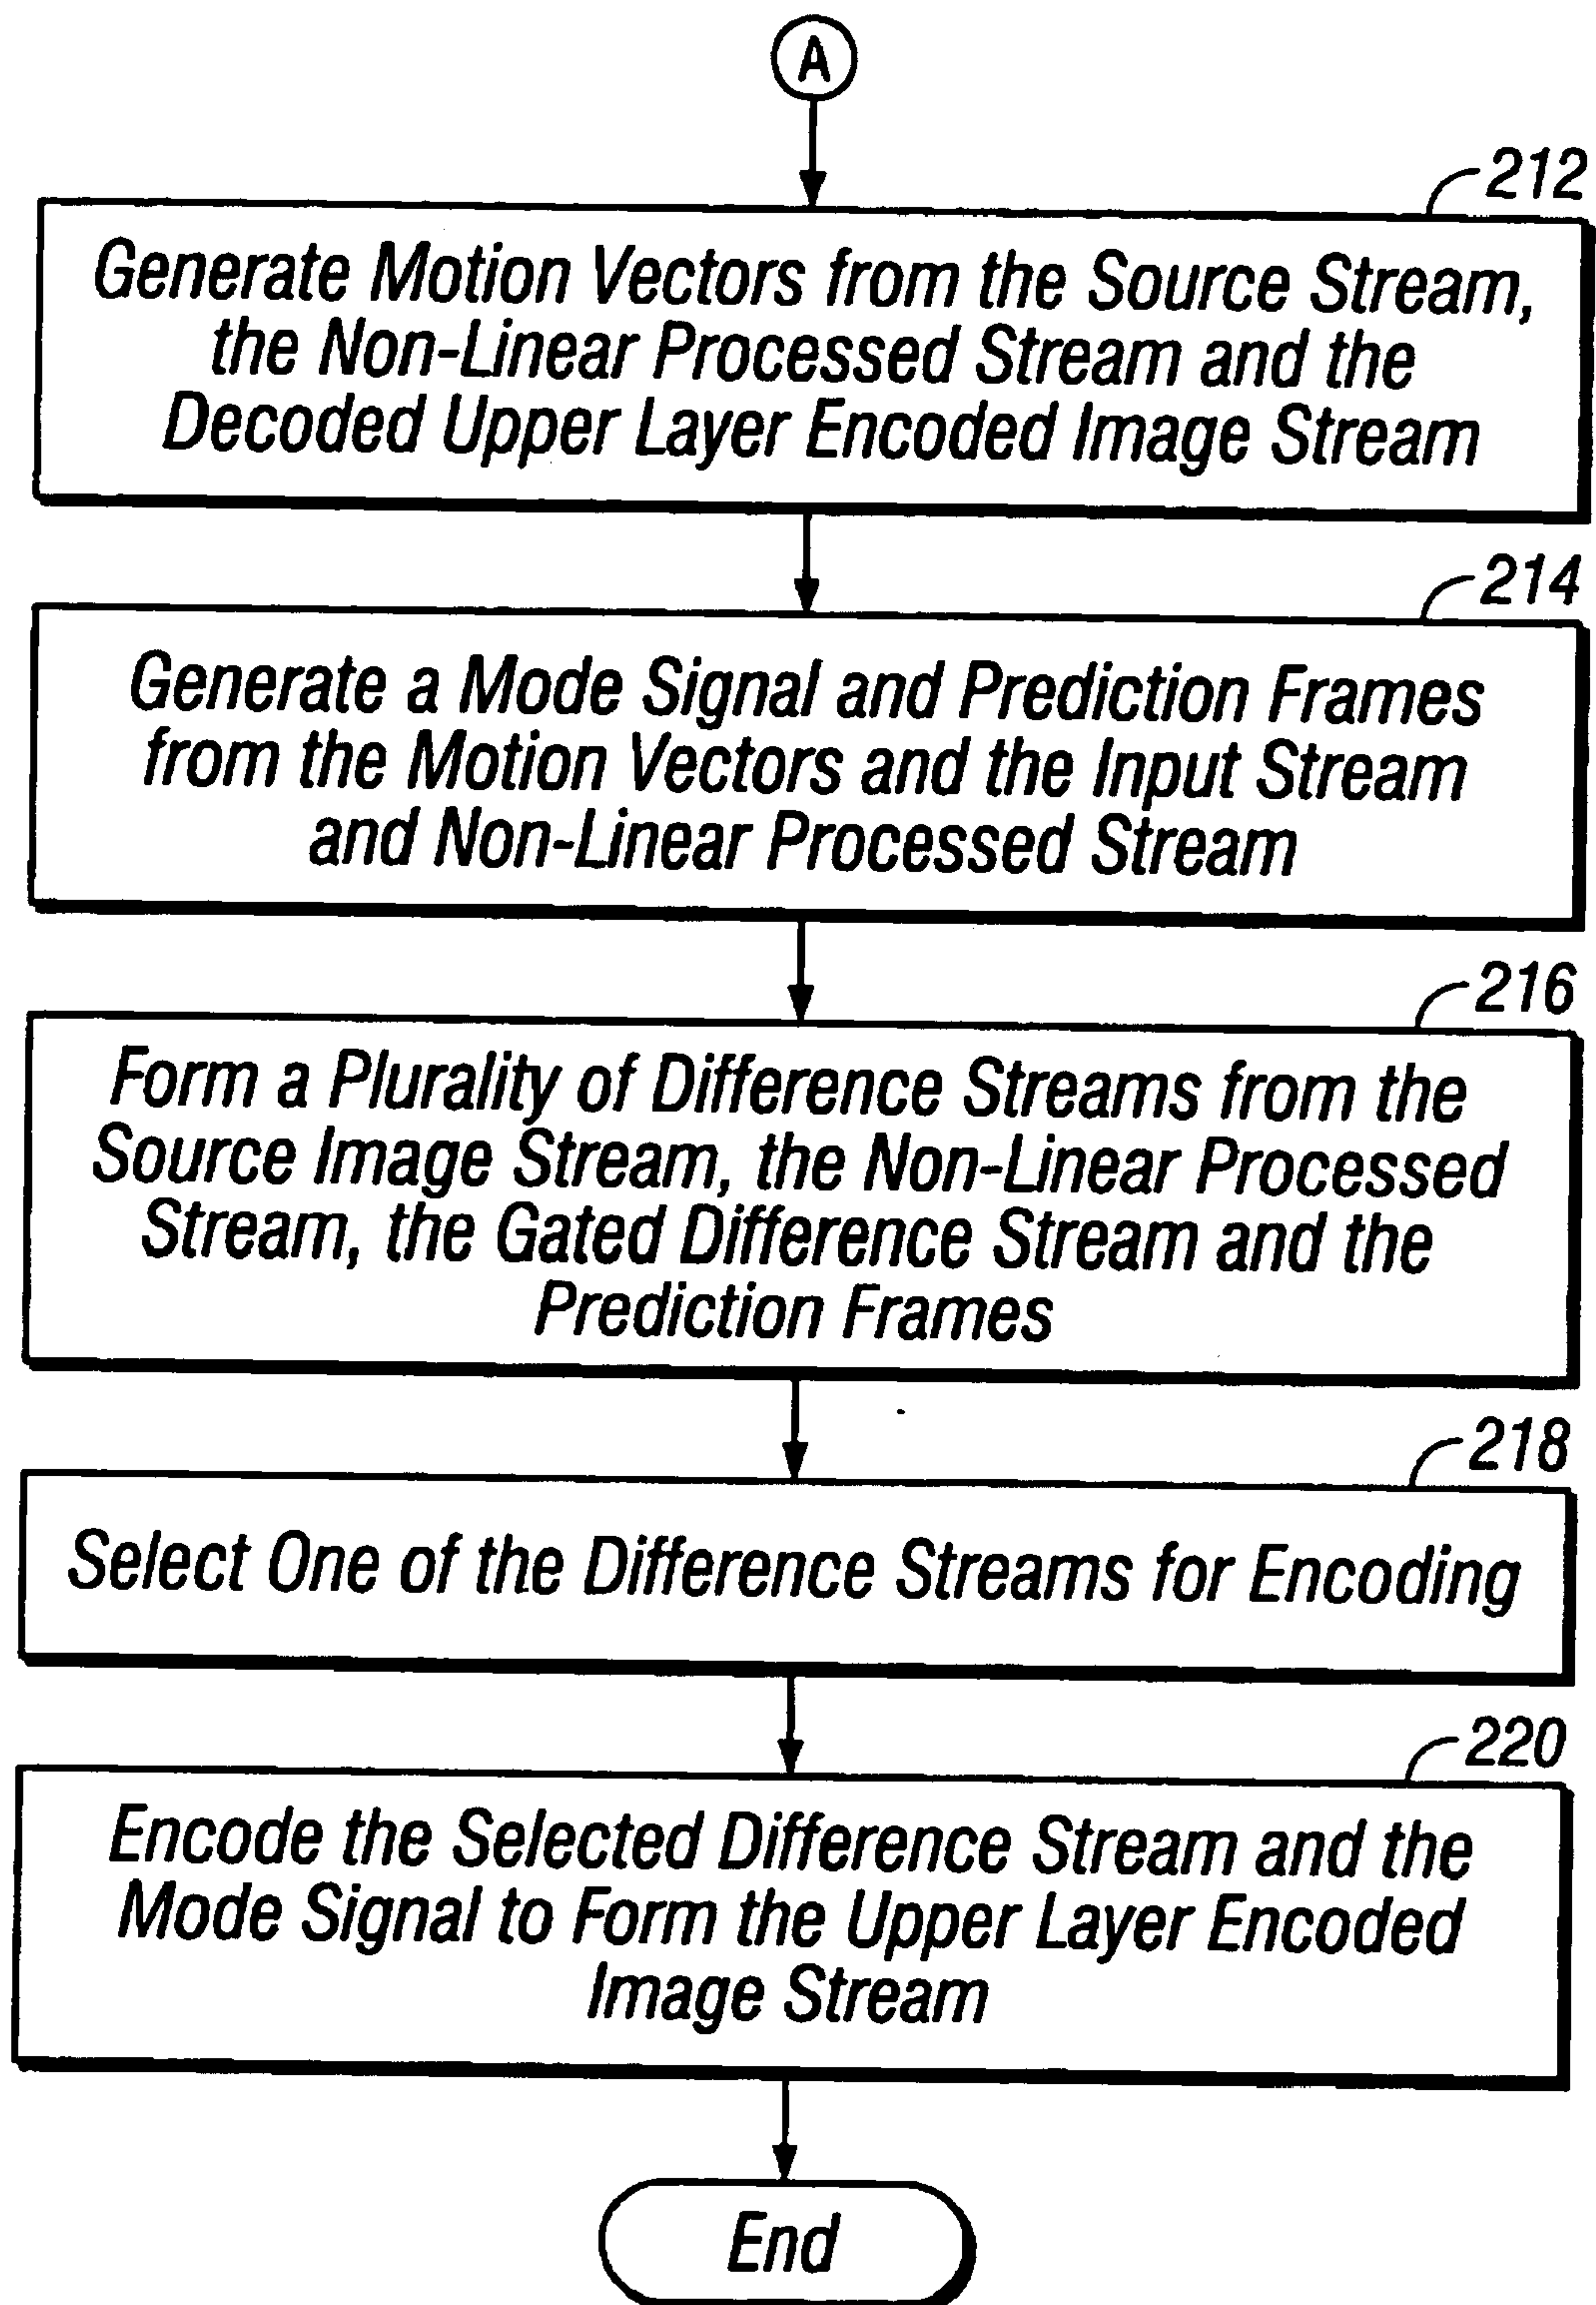 A
212
Generate Motion Vectors from the Source Stream,
the Non-Linear Processed Stream and the
Decoded Upper Layer Encoded Image Stream
214
Generate a Mode Signal and Prediction Frames
from the Motion Vectors and the Input Stream
and Non-Linear Processed Stream
216
Form a Plurality of Difference Streams from the
Source Image Stream, the Non-Linear Processed
Stream, the Gated Difference Stream and the
Prediction Frames
218
Select One of the Difference Streams for Encoding
220
Encode the Selected Difference Stream and the
Mode Signal to Form the Upper Layer Encoded
Image Stream
End